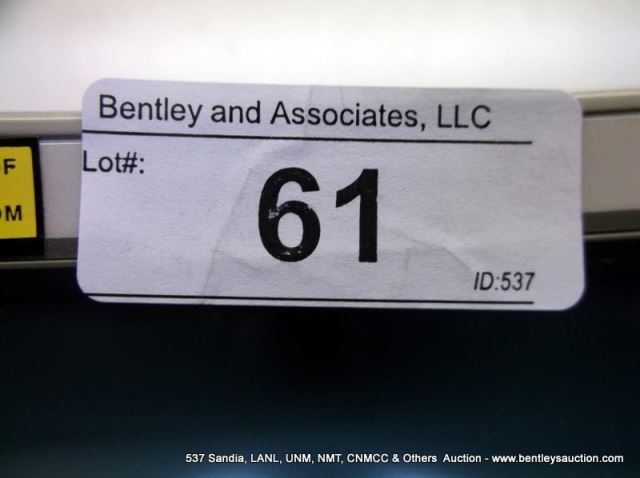 Bentley and Associates, LLC
Lot#:
61
ID:537
537 Sandia, LANL, UNM, NMT, CNMCC & Others Auction - www.bentleysauction.com